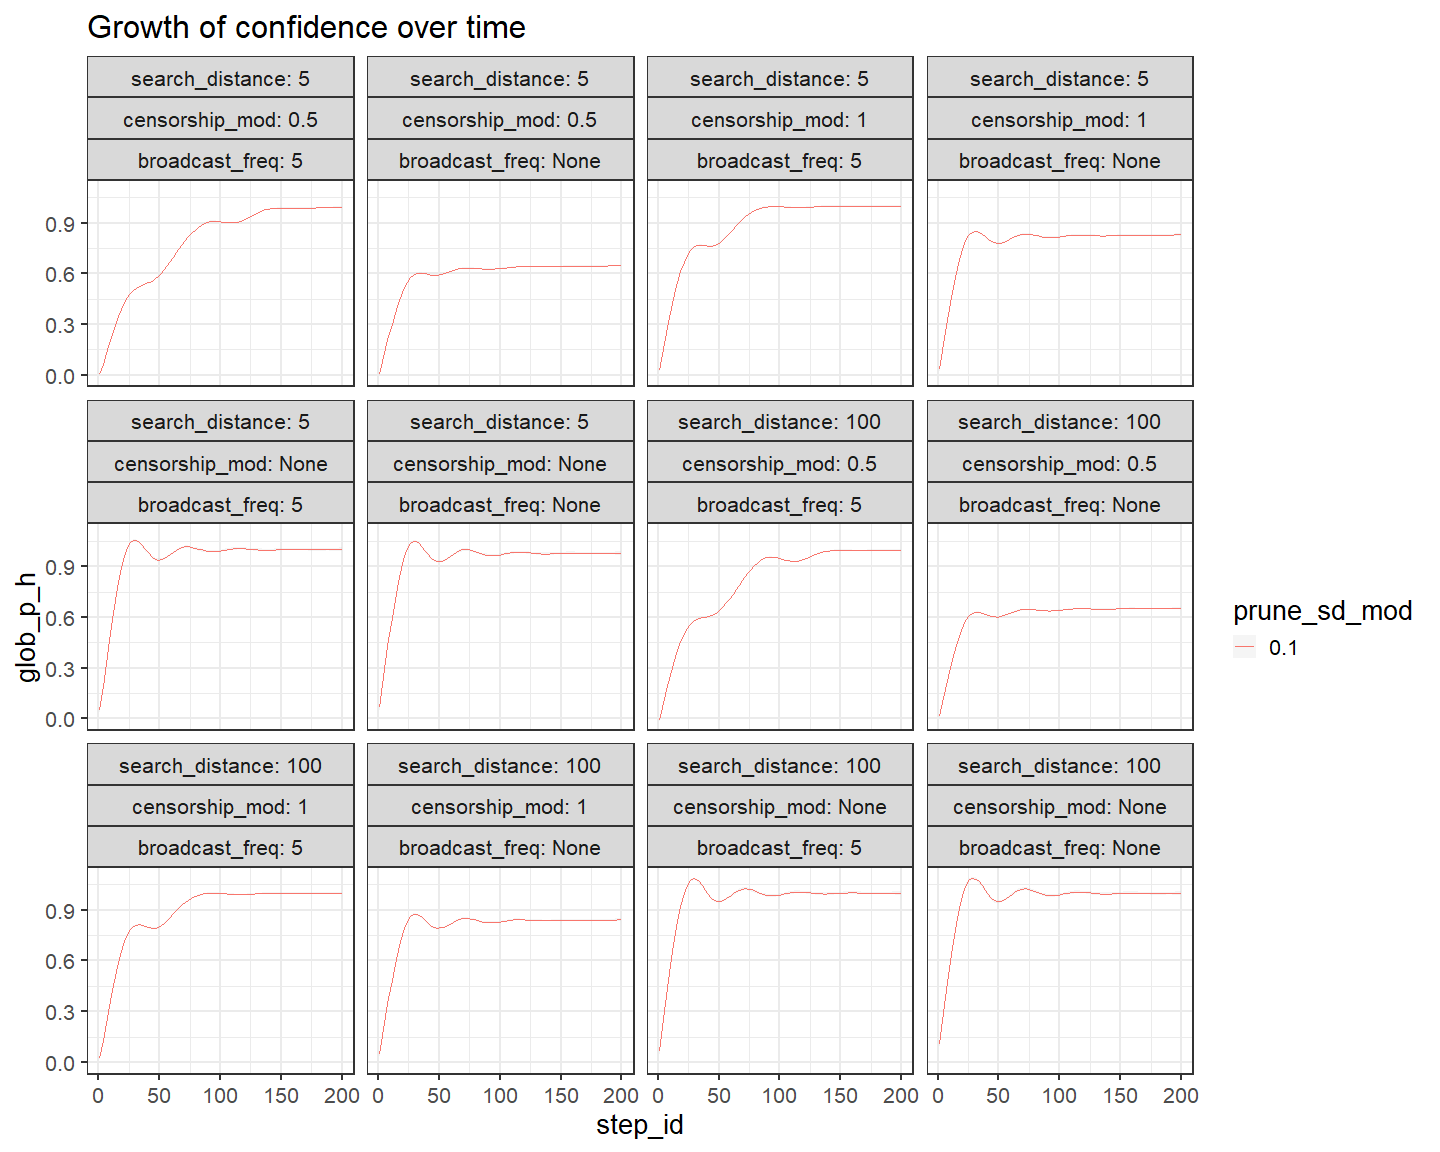 Growth of confidence over time
search_distance: 5
search_distance: 5
search_distance: 5
search_distance: 5
censorship_mod: 0.5
censorship_mod: 0.5
censorship_mod: 1
censorship_mod: 1
broadcast_freq: 5
broadcast_freq: None
broadcast_freq: 5
broadcast_freq: None
0.9
0.6
0.3
0.0
search_distance: 5
search_distance: 5
search_distance: 100
search_distance: 100
censorship_mod: None
censorship_mod: None
censorship_mod: 0.5
censorship_mod: 0.5
broadcast_freq: 5
broadcast_freq: None
broadcast_freq: 5
broadcast_freq: None
0.9
0.6
0.3
0.0
glob_p_h
prune_sd_mod
0.1
search_distance: 100
search_distance: 100
search_distance: 100
search_distance: 100
censorship_mod: 1
censorship_mod: 1
censorship_mod: None
censorship_mod: None
broadcast_freq: 5
broadcast_freq: None
broadcast_freq: 5
broadcast_freq: None
0.9
0.6
0.3
0.0
0 50 100 150 200
0 50 100 150 200
0 50 100 150 200
0 50 100 150 200
step_id